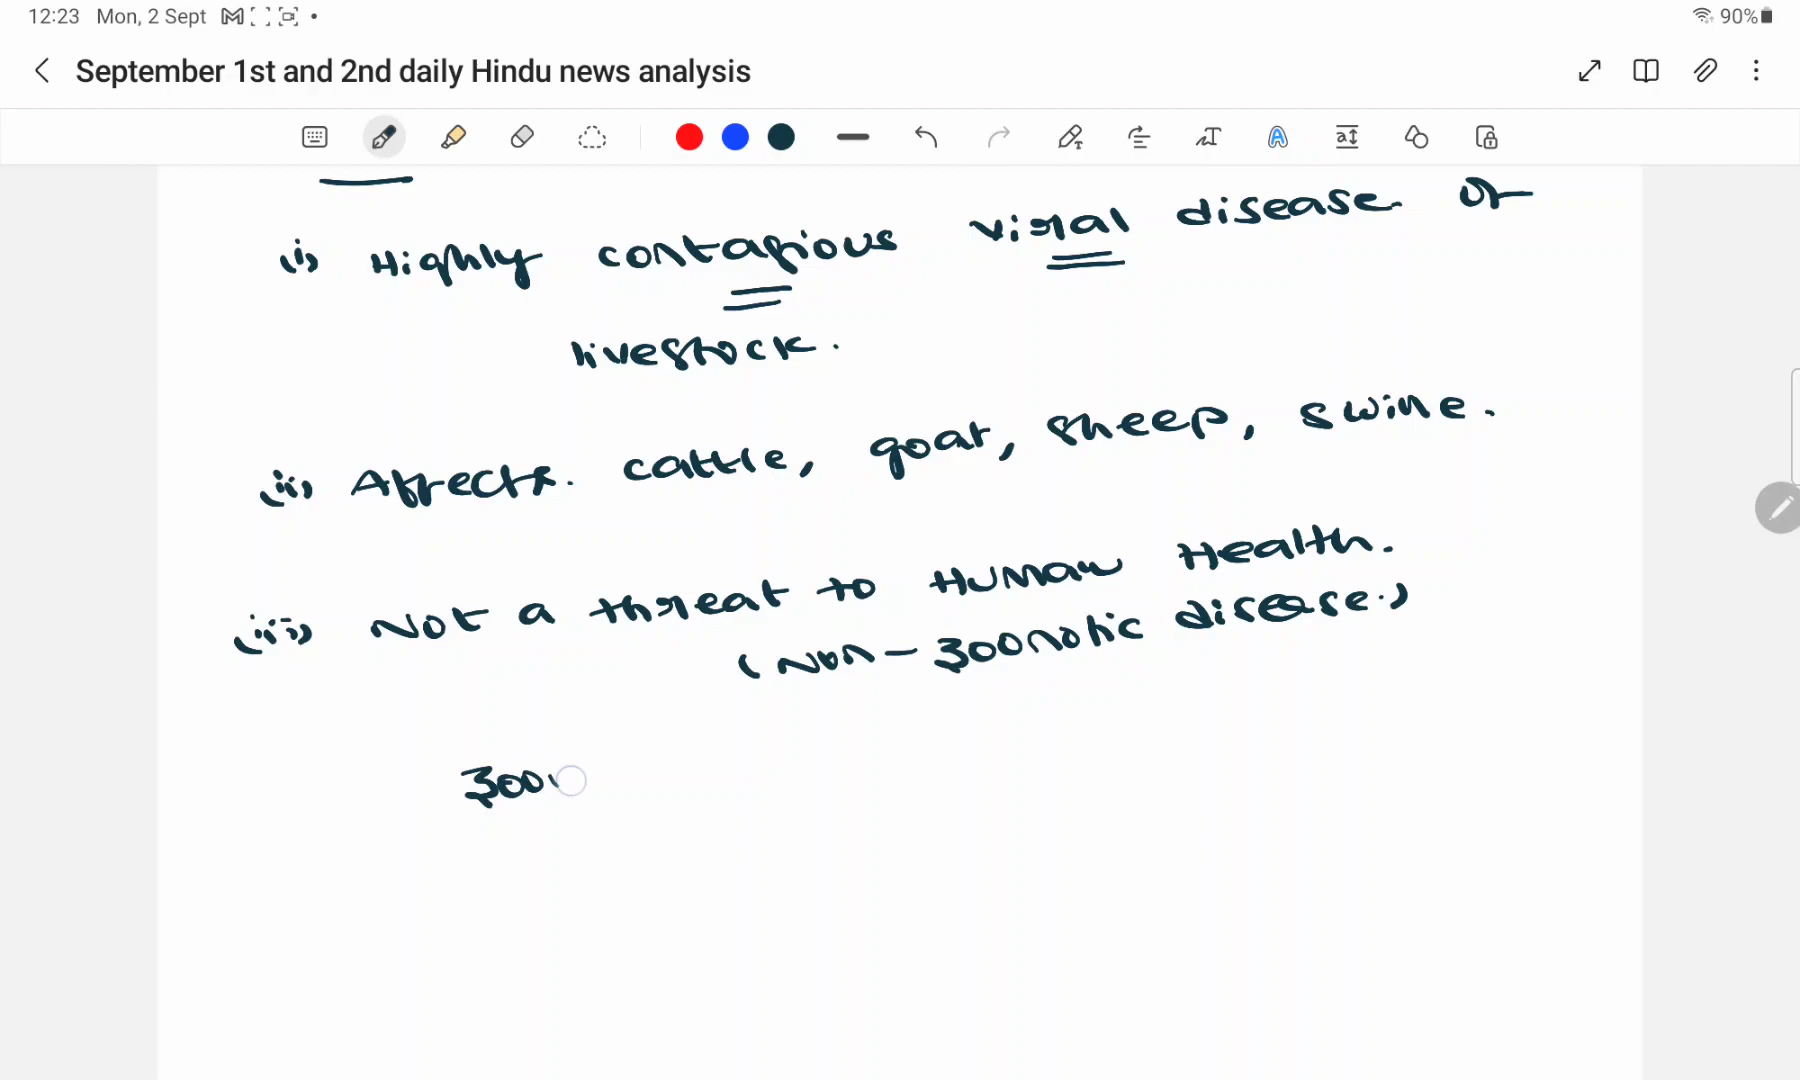 12:23 Mon, 2 Sept 90%
September 1st and 2nd daily Hindu news analysis
(i) Highly contagious viral disease of
livestock.
(ii) Affects. cattle, goat, sheep, swine.
(iii) Not a threat to Human Health.
(Non-zoonotic disease.)
zoo